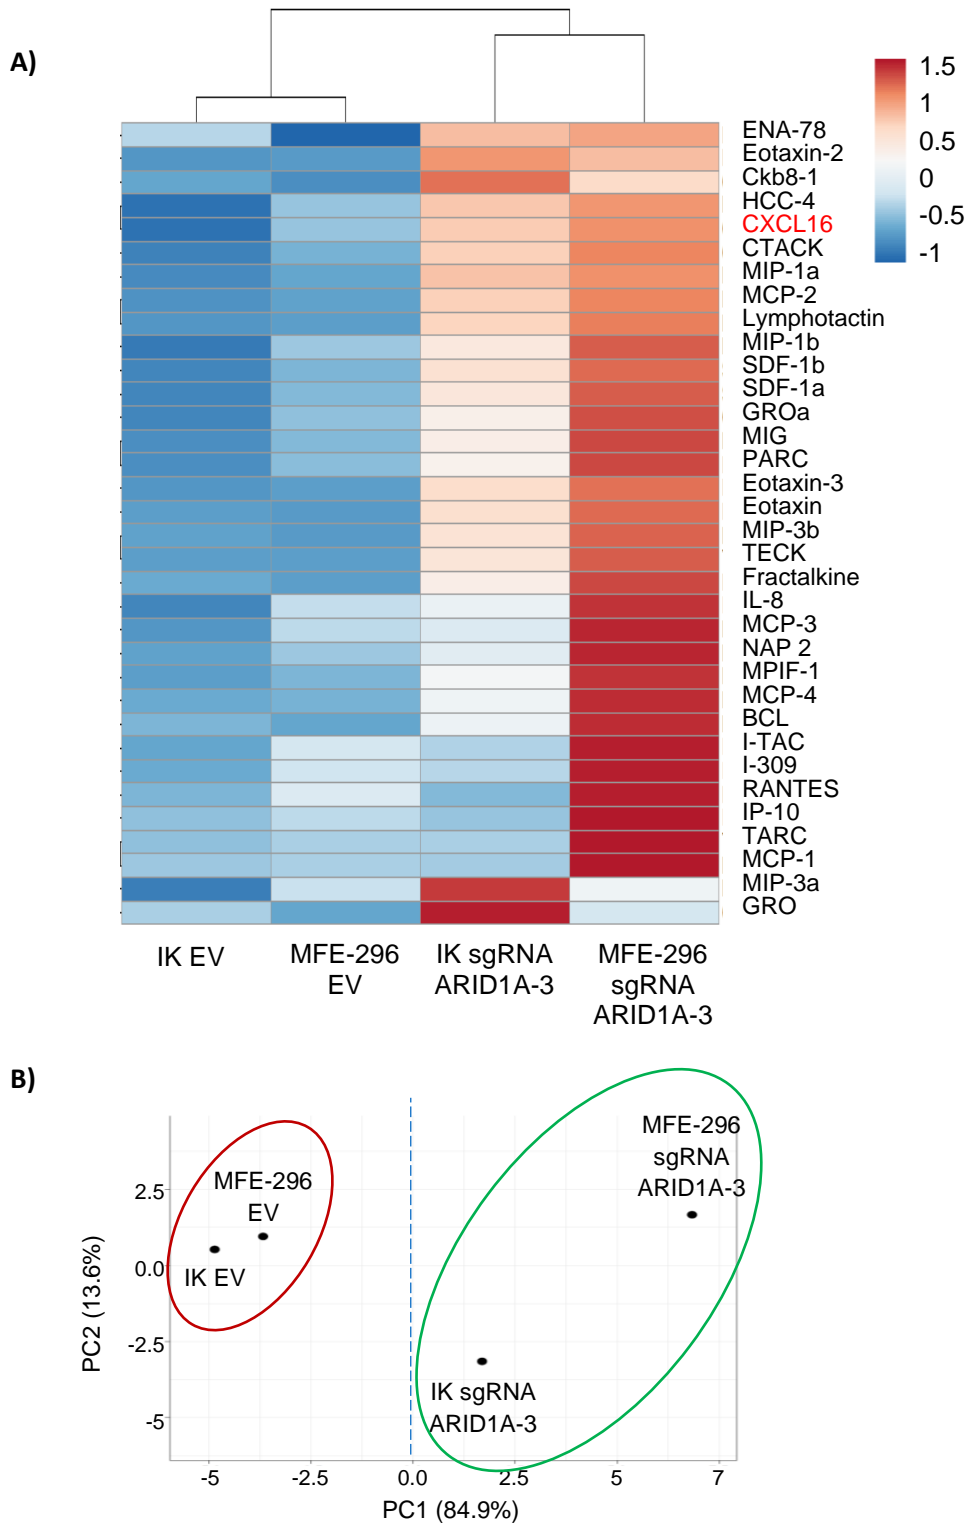 A)
1.5
1
0.5
0
-0.5
-1
ENA-78
Eotaxin-2
Ckb8-1
HCC-4
CXCL16
CTACK
MIP-1a
MCP-2
Lymphotactin
MIP-1b
SDF-1b
SDF-1a
GROa
MIG
PARC
Eotaxin-3
Eotaxin
MIP-3b
TECK
Fractalkine
IL-8
MCP-3
NAP 2
MPIF-1
MCP-4
BCL
I-TAC
I-309
RANTES
IP-10
TARC
MCP-1
MIP-3a
GRO
IK EV
MFE-296
EV
IK sgRNA
ARID1A-3
MFE-296
sgRNA
ARID1A-3
B)
MFE-296
EV
IK EV
MFE-296
sgRNA
ARID1A-3
IK sgRNA
ARID1A-3
2.5
0.0
-2.5
-5
PC2 (13.6%)
-5
-2.5
0.0
2.5
5
7
PC1 (84.9%)